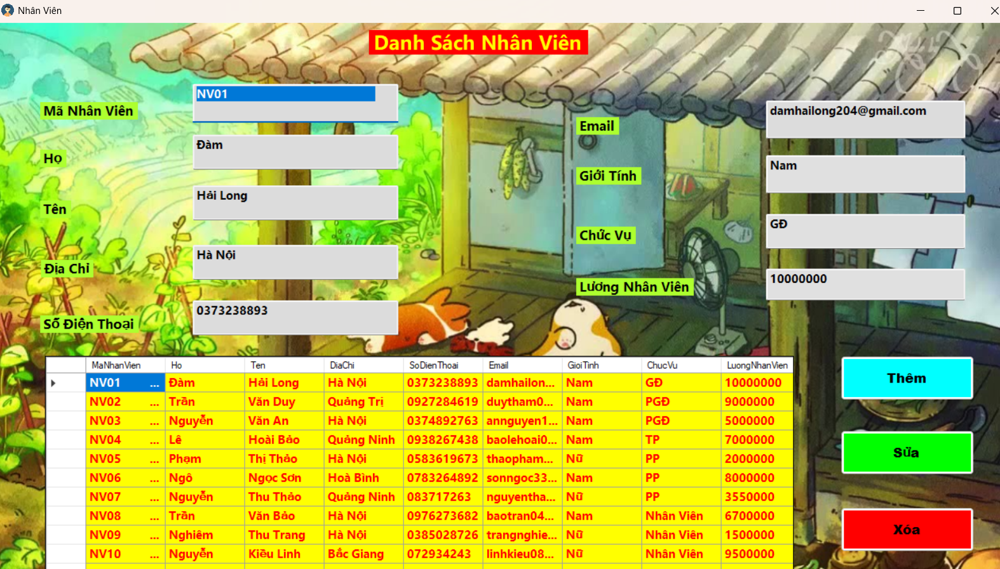 Nhân Viên
Danh Sách Nhân Viên
Mã Nhân Viên
NV01
Họ
Đàm
Tên
Hải Long
Địa Chỉ
Hà Nội
Số Điện Thoại
0373238893
Email
damhailong204@gmail.com
Giới Tính
Nam
Chức Vụ
GĐ
Lương Nhân Viên
10000000
MaNhanVien Ho Ten DiaChi SoDienThoai Email GioiTinh ChucVu LuongNhanVien
NV01 ... Đàm Hải Long Hà Nội 0373238893 damhailon... Nam GĐ 10000000
NV02 ... Trần Văn Duy Quảng Trị 0927284619 duytham0... Nam PGĐ 9000000
NV03 ... Nguyễn Văn An Hà Nội 0374892763 annguyen1... Nam PGĐ 5000000
NV04 ... Lê Hoài Bảo Quảng Ninh 0938267438 baolehoai0... Nam TP 7000000
NV05 ... Phạm Thị Thảo Hà Nội 0583619673 thaopham... Nữ PP 2000000
NV06 ... Ngô Ngọc Sơn Hoà Bình 0783264892 sonngoc33... Nam PP 8000000
NV07 ... Nguyễn Thu Thảo Quảng Ninh 083717263 nguyentha... Nữ PP 3550000
NV08 ... Trần Văn Bảo Hà Nội 0976273682 baotran04... Nam Nhân Viên 6700000
NV09 ... Nghiêm Thu Trang Hà Nội 0385028726 trangnghie... Nữ Nhân Viên 1500000
NV10 ... Nguyễn Kiều Linh Bắc Giang 072934243 linhkieu08... Nữ Nhân Viên 9500000
Thêm
Sửa
Xóa